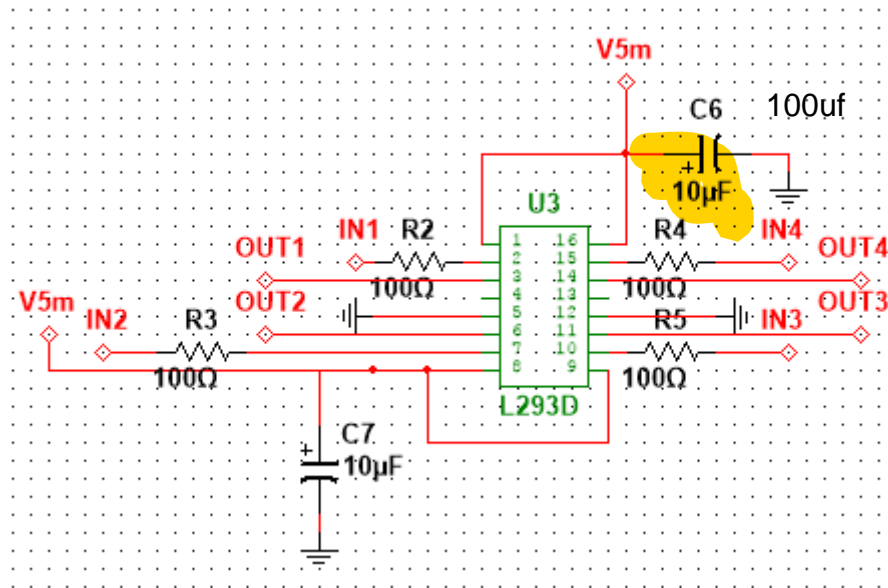 V5m
C6 100uf
+
10µF
U3
IN1 R2
R4 IN4
OUT1
OUT4
1 16
2 15
100Ω
100Ω
3 14
4 13
V5m
OUT2
OUT3
IN2 R3
R5 IN3
5 12
6 11
7 10
8 9
100Ω
100Ω
L293D
+
C7
10µF